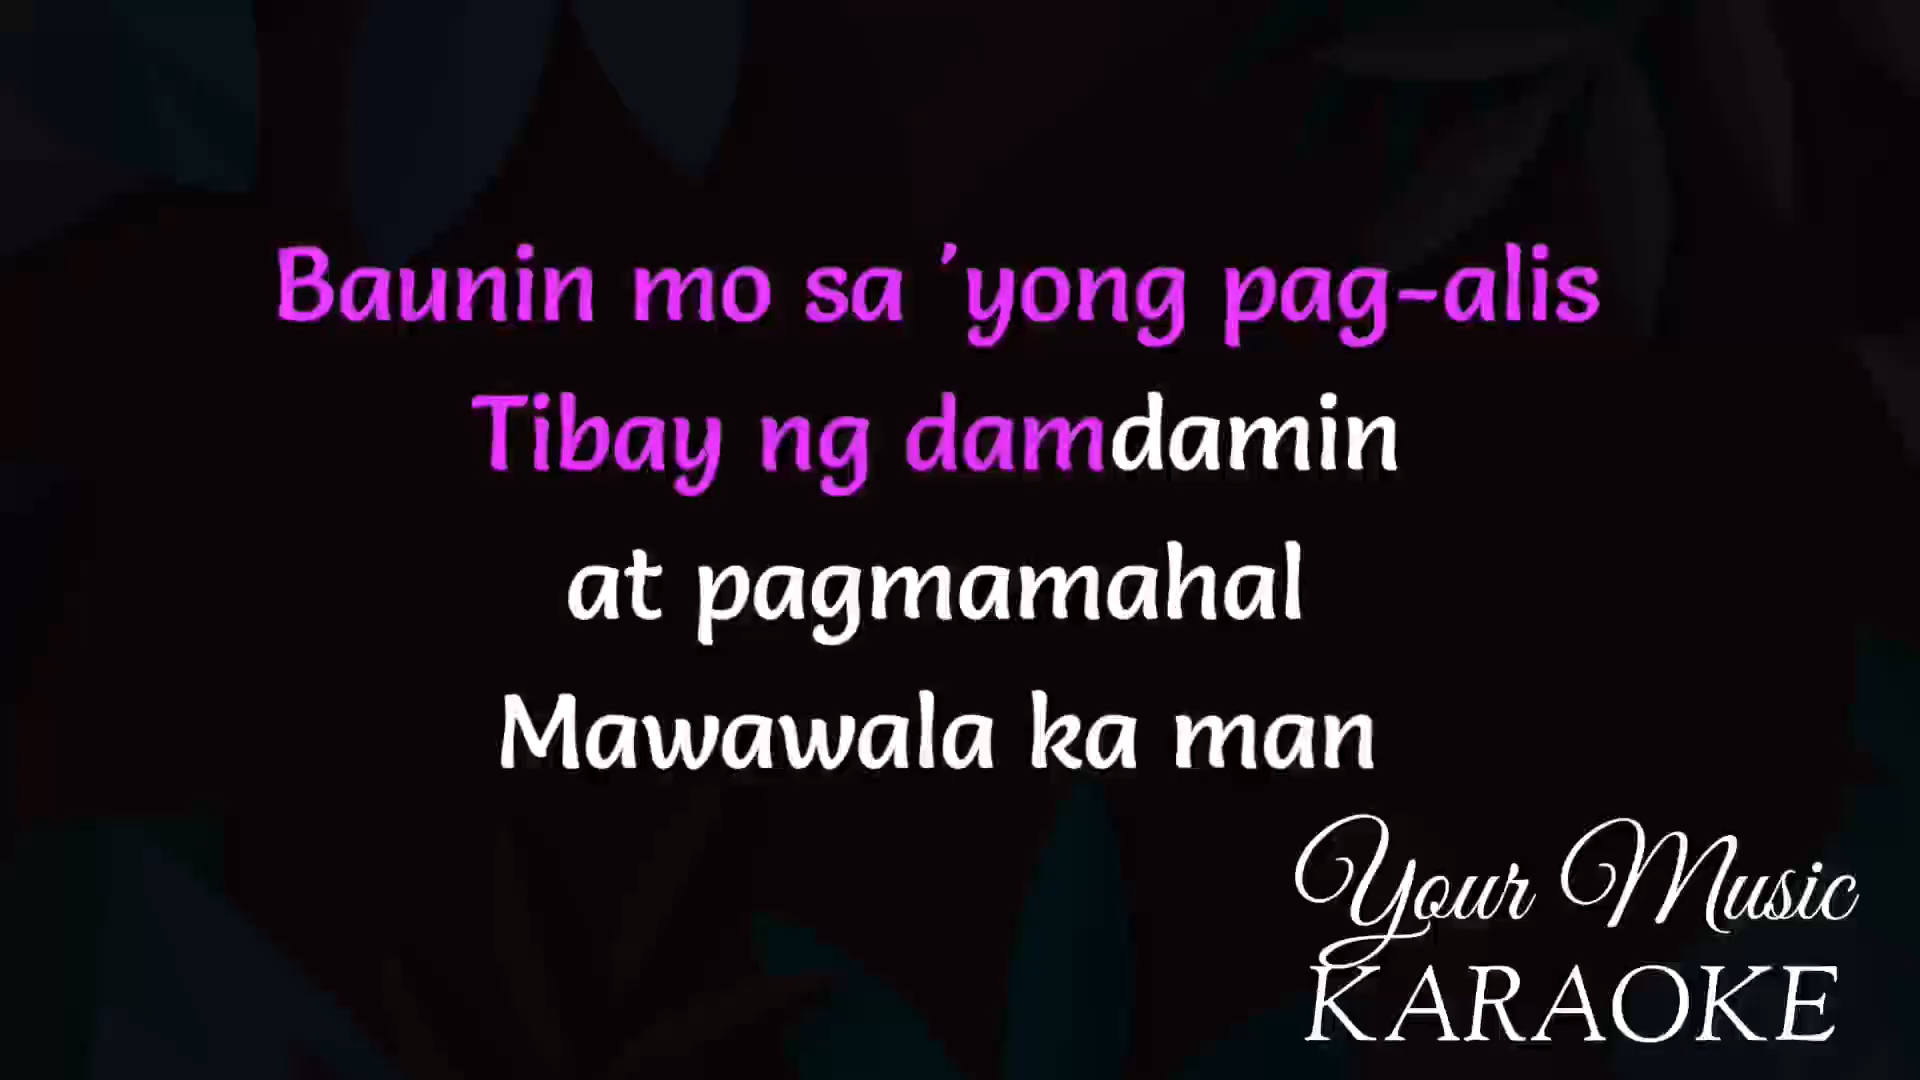 Baunin mo sa 'yong pag-alis
Tibay ng damdamin
at pagmamahal
Mawawala ka man
Your Music
KARAOKE